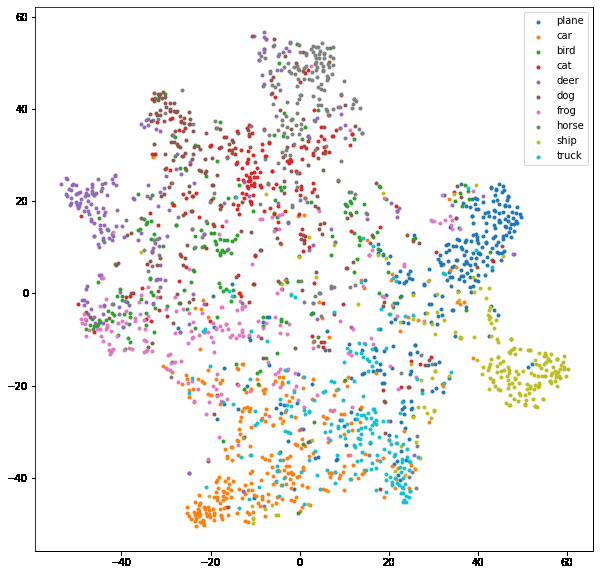 60
40
20
0
−20
−40
−40
−20
0
20
40
60
plane
car
bird
cat
deer
dog
frog
horse
ship
truck